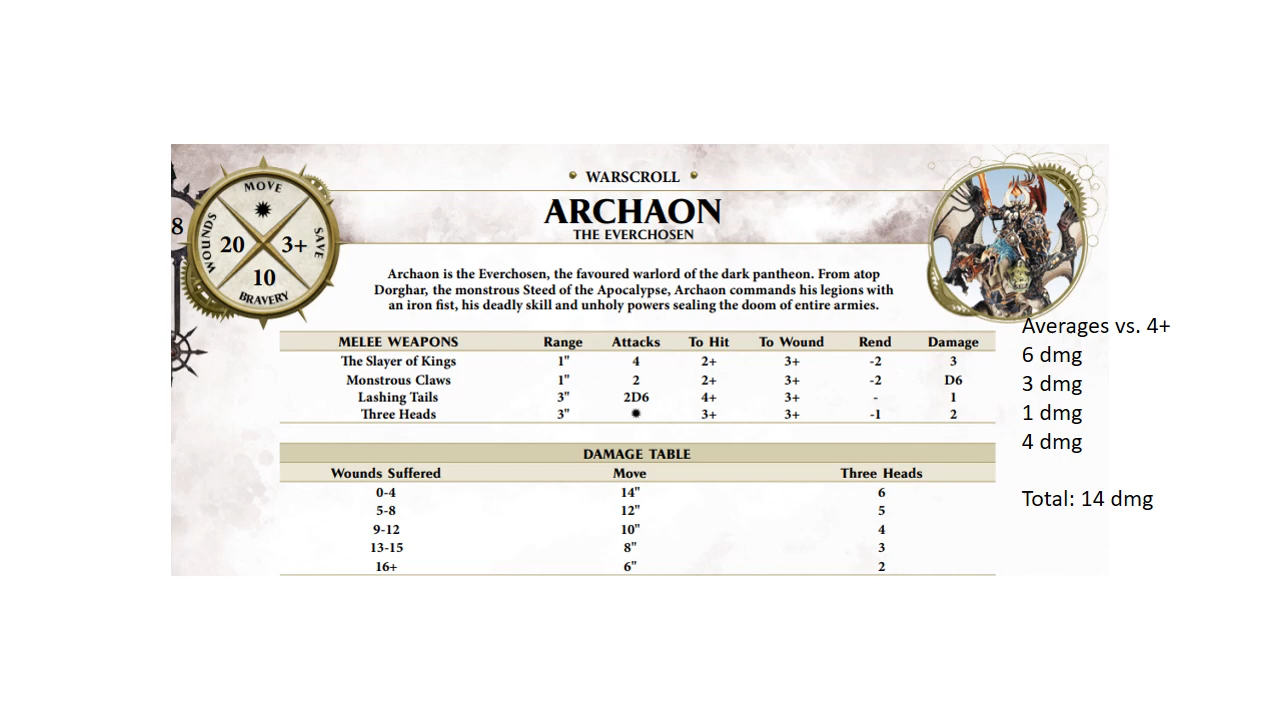 WARSCROLL
ARCHAON
THE EVERCHOSEN
MOVE
WOUNDS 20 3+ SAVE
10
BRAVERY
8
Archaon is the Everchosen, the favoured warlord of the dark pantheon. From atop
Dorghar, the monstrous Steed of the Apocalypse, Archaon commands his legions with
an iron fist, his deadly skill and unholy powers sealing the doom of entire armies.
MELEE WEAPONS Range Attacks To Hit To Wound Rend Damage
The Slayer of Kings 1" 4 2+ 3+ -2 3
Monstrous Claws 1" 2 2+ 3+ -2 D6
Lashing Tails 3" 2D6 4+ 3+ - 1
Three Heads 3" ✹ 3+ 3+ -1 2
DAMAGE TABLE
Wounds Suffered Move Three Heads
0-4 14" 6
5-8 12" 5
9-12 10" 4
13-15 8" 3
16+ 6" 2
Averages vs. 4+
6 dmg
3 dmg
1 dmg
4 dmg
Total: 14 dmg